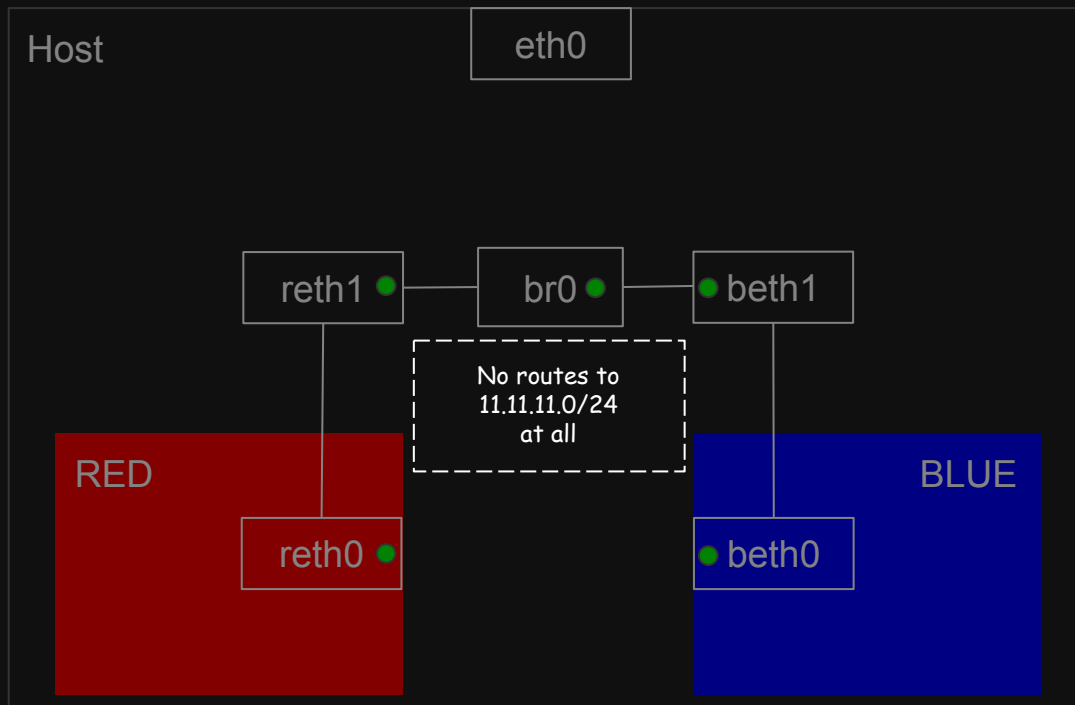 Host
eth0
reth1
br0
beth1
No routes to
11.11.11.0/24
at all
RED
BLUE
reth0
beth0